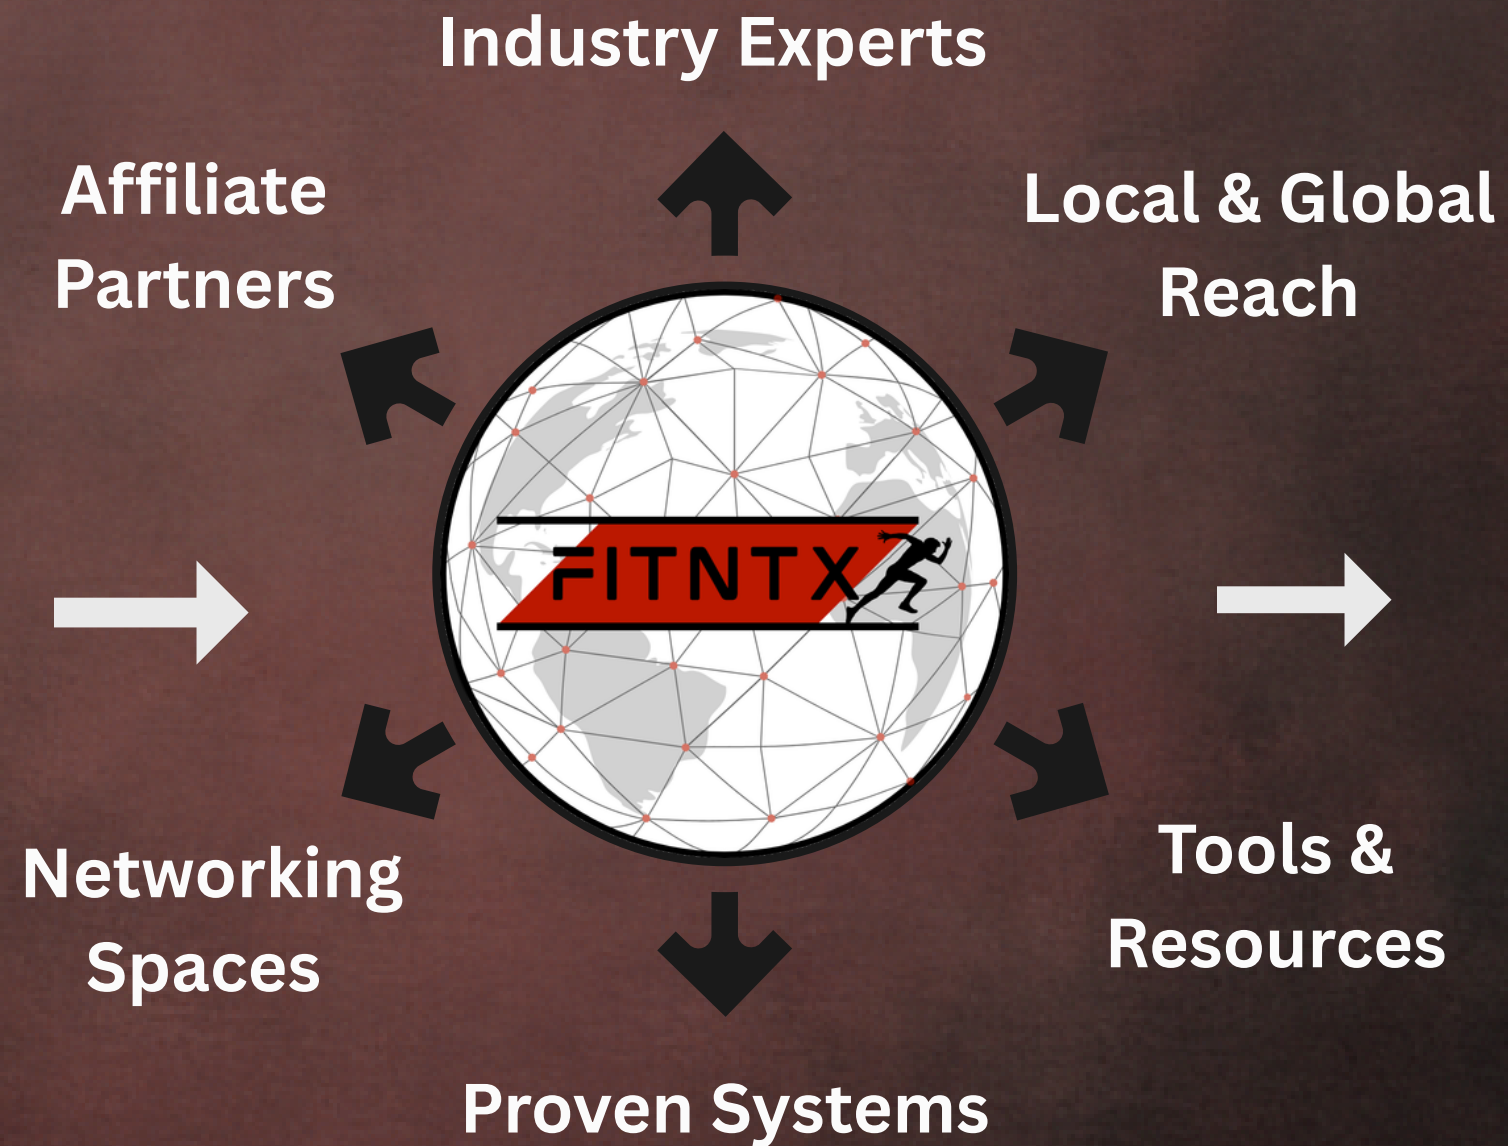 Industry Experts
Affiliate
Partners
Local & Global
Reach
FITNTX
Networking
Spaces
Tools &
Resources
Proven Systems